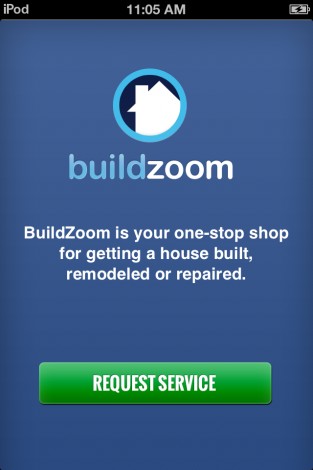 iPod 11:05 AM
buildzoom
BuildZoom is your one-stop shop
for getting a house built,
remodeled or repaired.
REQUEST SERVICE